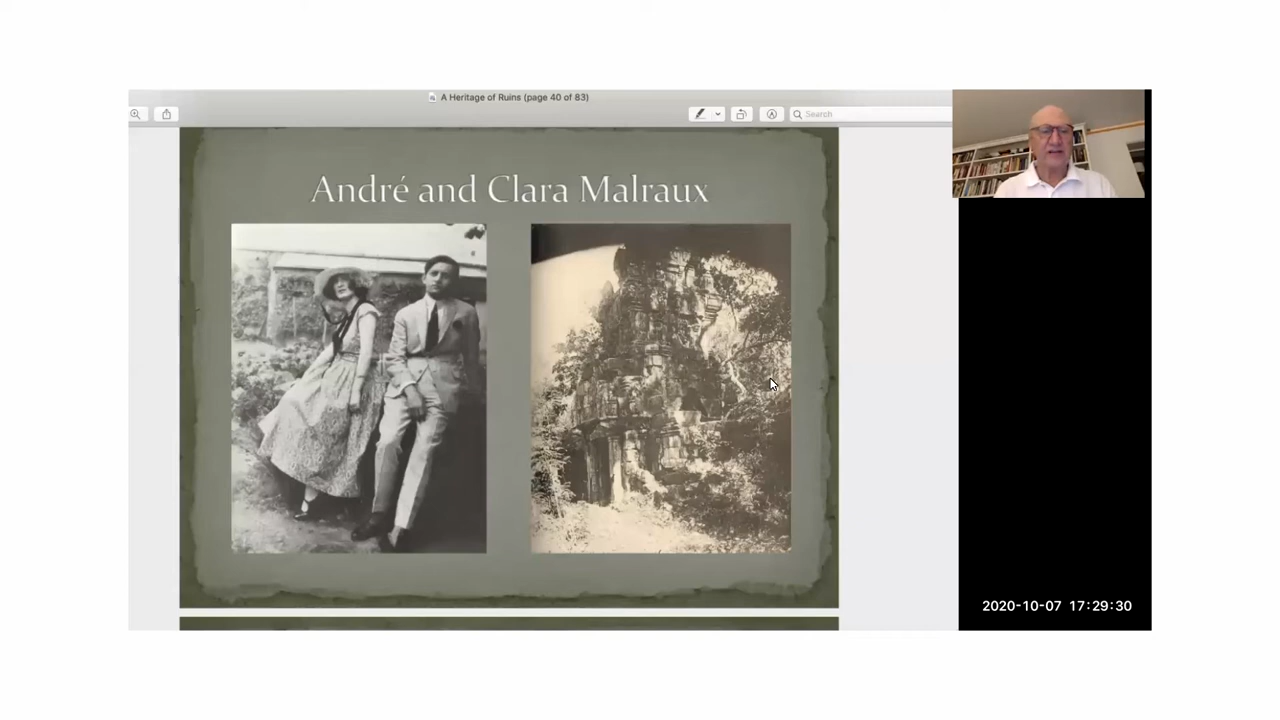 A Heritage of Ruins (page 40 of 83)
Search
André and Clara Malraux
2020-10-07 17:29:30